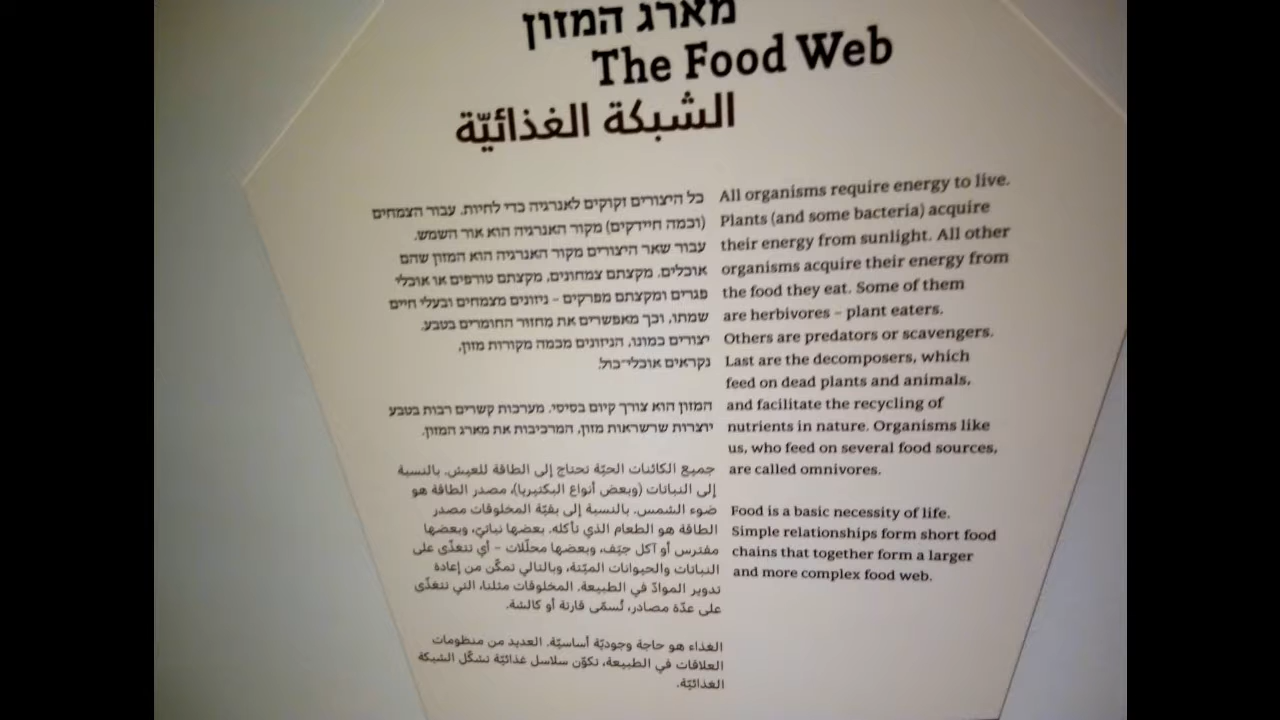 מארג המזון
The Food Web
الشبكة الغذائيّة
כל היצורים זקוקים לאנרגיה כדי לחיות. עבור הצמחים
(וכמה חיידקים) מקור האנרגיה הוא אור השמש.
עבור שאר היצורים מקור האנרגיה הוא המזון שהם
אוכלים. מקצתם צמחונים, מקצתם טורפים או אוכלי
פגרים ומקצתם מפרקים – ניזונים מצמחים ובעלי חיים
שמתו, וכך מאפשרים את מחזור החומרים בטבע.
יצורים כמונו, הניזונים מכמה מקורות מזון,
נקראים אוכלי־כול.
המזון הוא צורך קיום בסיסי. מערכות קשרים רבות בטבע
יוצרות שרשראות מזון, המרכיבות את מארג המזון.
جميع الكائنات الحيّة تحتاج إلى الطاقة للعيش. بالنسبة
إلى النباتات (وبعض أنواع البكتيريا)، مصدر الطاقة هو
ضوء الشمس. بالنسبة إلى بقيّة المخلوقات مصدر
الطاقة هو الطعام الذي تأكله. بعضها نباتيّ، وبعضها
مفترس أو آكل جيَف، وبعضها محلّلات – أي تتغذّى على
النباتات والحيوانات الميّتة، وبالتالي تمكّن من إعادة
تدوير الموادّ في الطبيعة. المخلوقات مثلنا، التي تتغذّى
على عدّة مصادر، تُسمّى قارتة أو كالشة.
الغذاء هو حاجة وجوديّة أساسيّة. العديد من منظومات
العلاقات في الطبيعة، تكوّن سلاسل غذائيّة تشكّل الشبكة
الغذائيّة.
All organisms require energy to live.
Plants (and some bacteria) acquire
their energy from sunlight. All other
organisms acquire their energy from
the food they eat. Some of them
are herbivores – plant eaters.
Others are predators or scavengers.
Last are the decomposers, which
feed on dead plants and animals,
and facilitate the recycling of
nutrients in nature. Organisms like
us, who feed on several food sources,
are called omnivores.
Food is a basic necessity of life.
Simple relationships form short food
chains that together form a larger
and more complex food web.